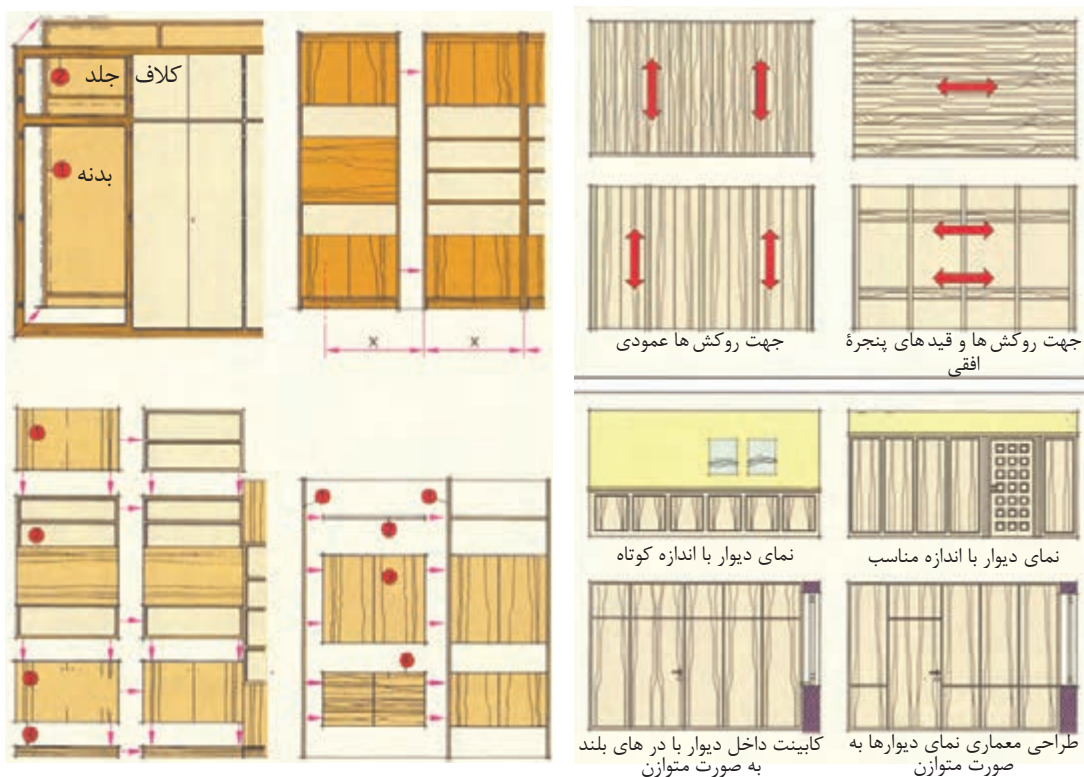 کلاف جلد
2
بدنه
1
x
x
جهت روکش ها عمودی
جهت روکش ها و قیدهای پنجرهٔ
افقی
نمای دیوار با اندازه کوتاه
نمای دیوار با اندازه مناسب
کابینت داخل دیوار با در های بلند
به صورت متوازن
طراحی معماری نمای دیوارها به
صورت متوازن